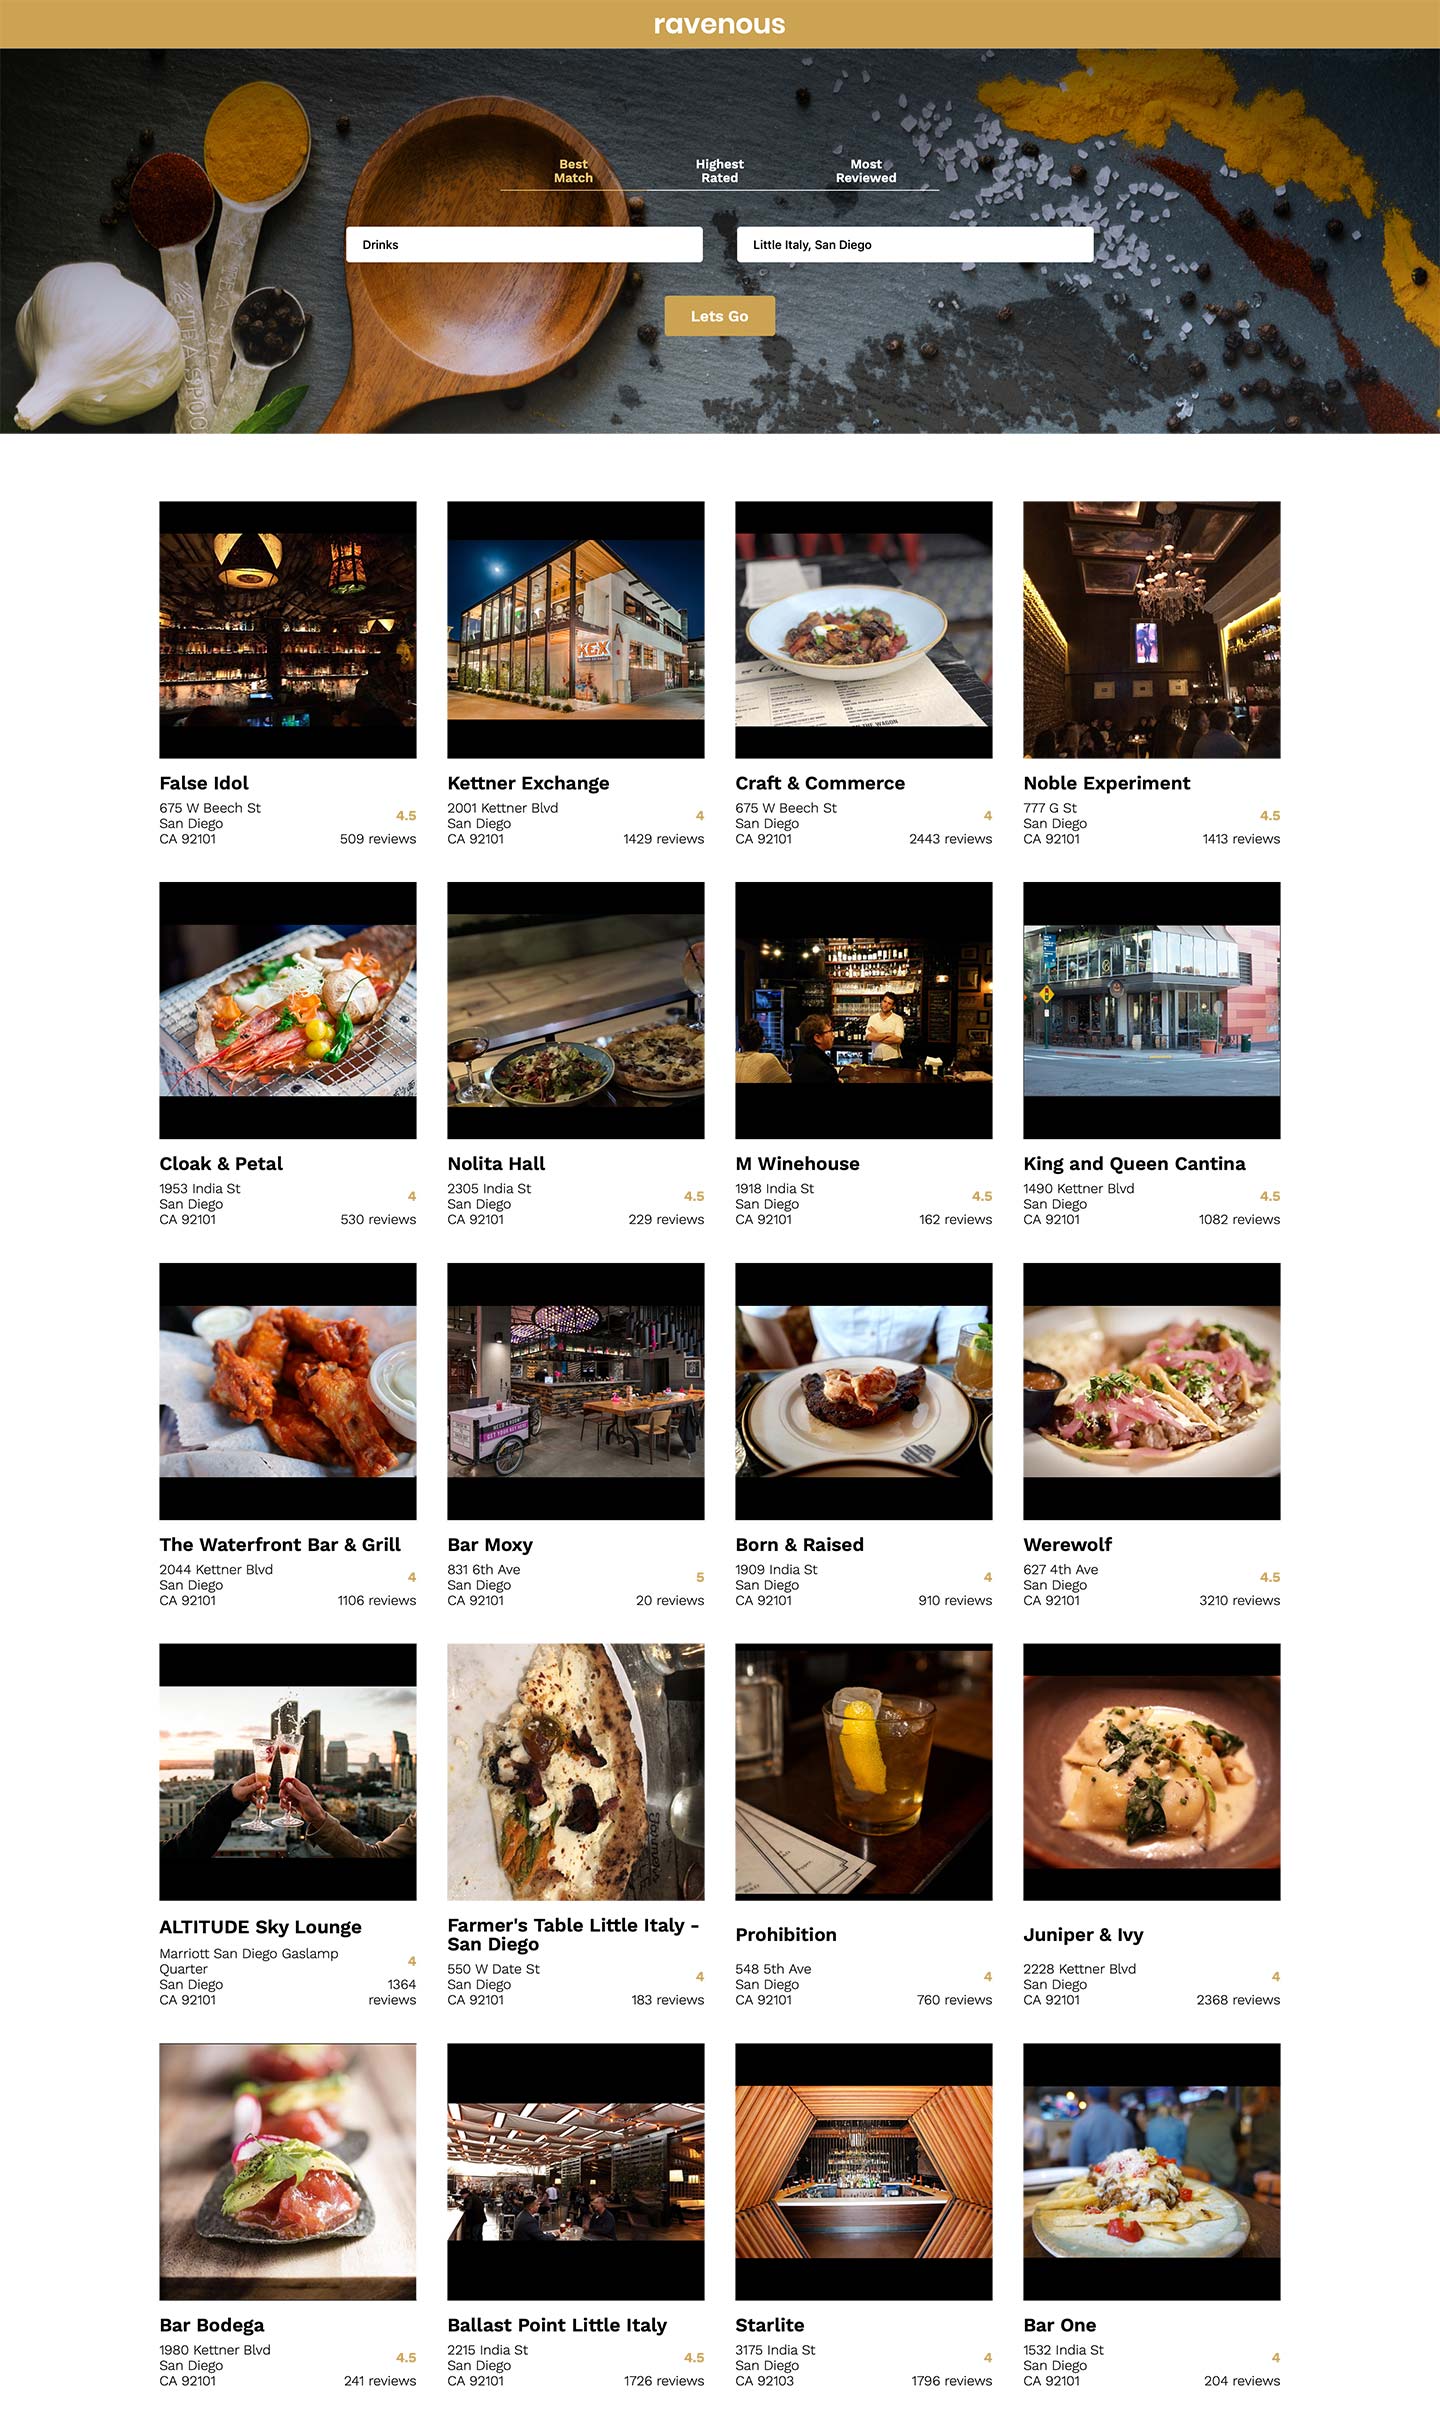 ravenous
Best
Match
Highest
Rated
Most
Reviewed
Drinks
Little Italy, San Diego
Lets Go
TEASPOO
KEX
THE WAGON
False Idol
675 W Beech St
San Diego
CA 92101
4.5
509 reviews
Kettner Exchange
2001 Kettner Blvd
San Diego
CA 92101
4
1429 reviews
Craft & Commerce
675 W Beech St
San Diego
CA 92101
4
2443 reviews
Noble Experiment
777 G St
San Diego
CA 92101
4.5
1413 reviews
Cloak & Petal
1953 India St
San Diego
CA 92101
4
530 reviews
Nolita Hall
2305 India St
San Diego
CA 92101
4.5
229 reviews
M Winehouse
1918 India St
San Diego
CA 92101
4.5
162 reviews
King and Queen Cantina
1490 Kettner Blvd
San Diego
CA 92101
4.5
1082 reviews
NEED A ROOM?
GET YOUR KEY HERE
The Waterfront Bar & Grill
2044 Kettner Blvd
San Diego
CA 92101
4
1106 reviews
Bar Moxy
831 6th Ave
San Diego
CA 92101
5
20 reviews
Born & Raised
1909 India St
San Diego
CA 92101
4
910 reviews
Werewolf
627 4th Ave
San Diego
CA 92101
4.5
3210 reviews
ALTITUDE Sky Lounge
Marriott San Diego Gaslamp
Quarter
San Diego
CA 92101
4
1364
reviews
Farmer's Table Little Italy -
San Diego
550 W Date St
San Diego
CA 92101
4
183 reviews
Prohibition
548 5th Ave
San Diego
CA 92101
4
760 reviews
Juniper & Ivy
2228 Kettner Blvd
San Diego
CA 92101
4
2368 reviews
Bar Bodega
1980 Kettner Blvd
San Diego
CA 92101
4.5
241 reviews
Ballast Point Little Italy
2215 India St
San Diego
CA 92101
4.5
1726 reviews
Starlite
3175 India St
San Diego
CA 92103
4
1796 reviews
Bar One
1532 India St
San Diego
CA 92101
4
204 reviews